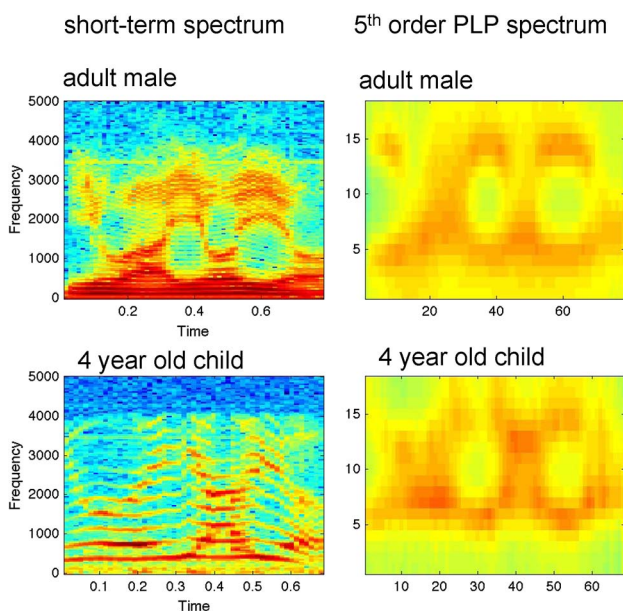 short-term spectrum
5th order PLP spectrum
adult male
adult male
5000
4000
3000
2000
1000
0
Frequency
0.2 0.4 0.6
Time
15
10
5
20 40 60
4 year old child
4 year old child
5000
4000
3000
2000
1000
0
Frequency
0.1 0.2 0.3 0.4 0.5 0.6
Time
15
10
5
10 20 30 40 50 60